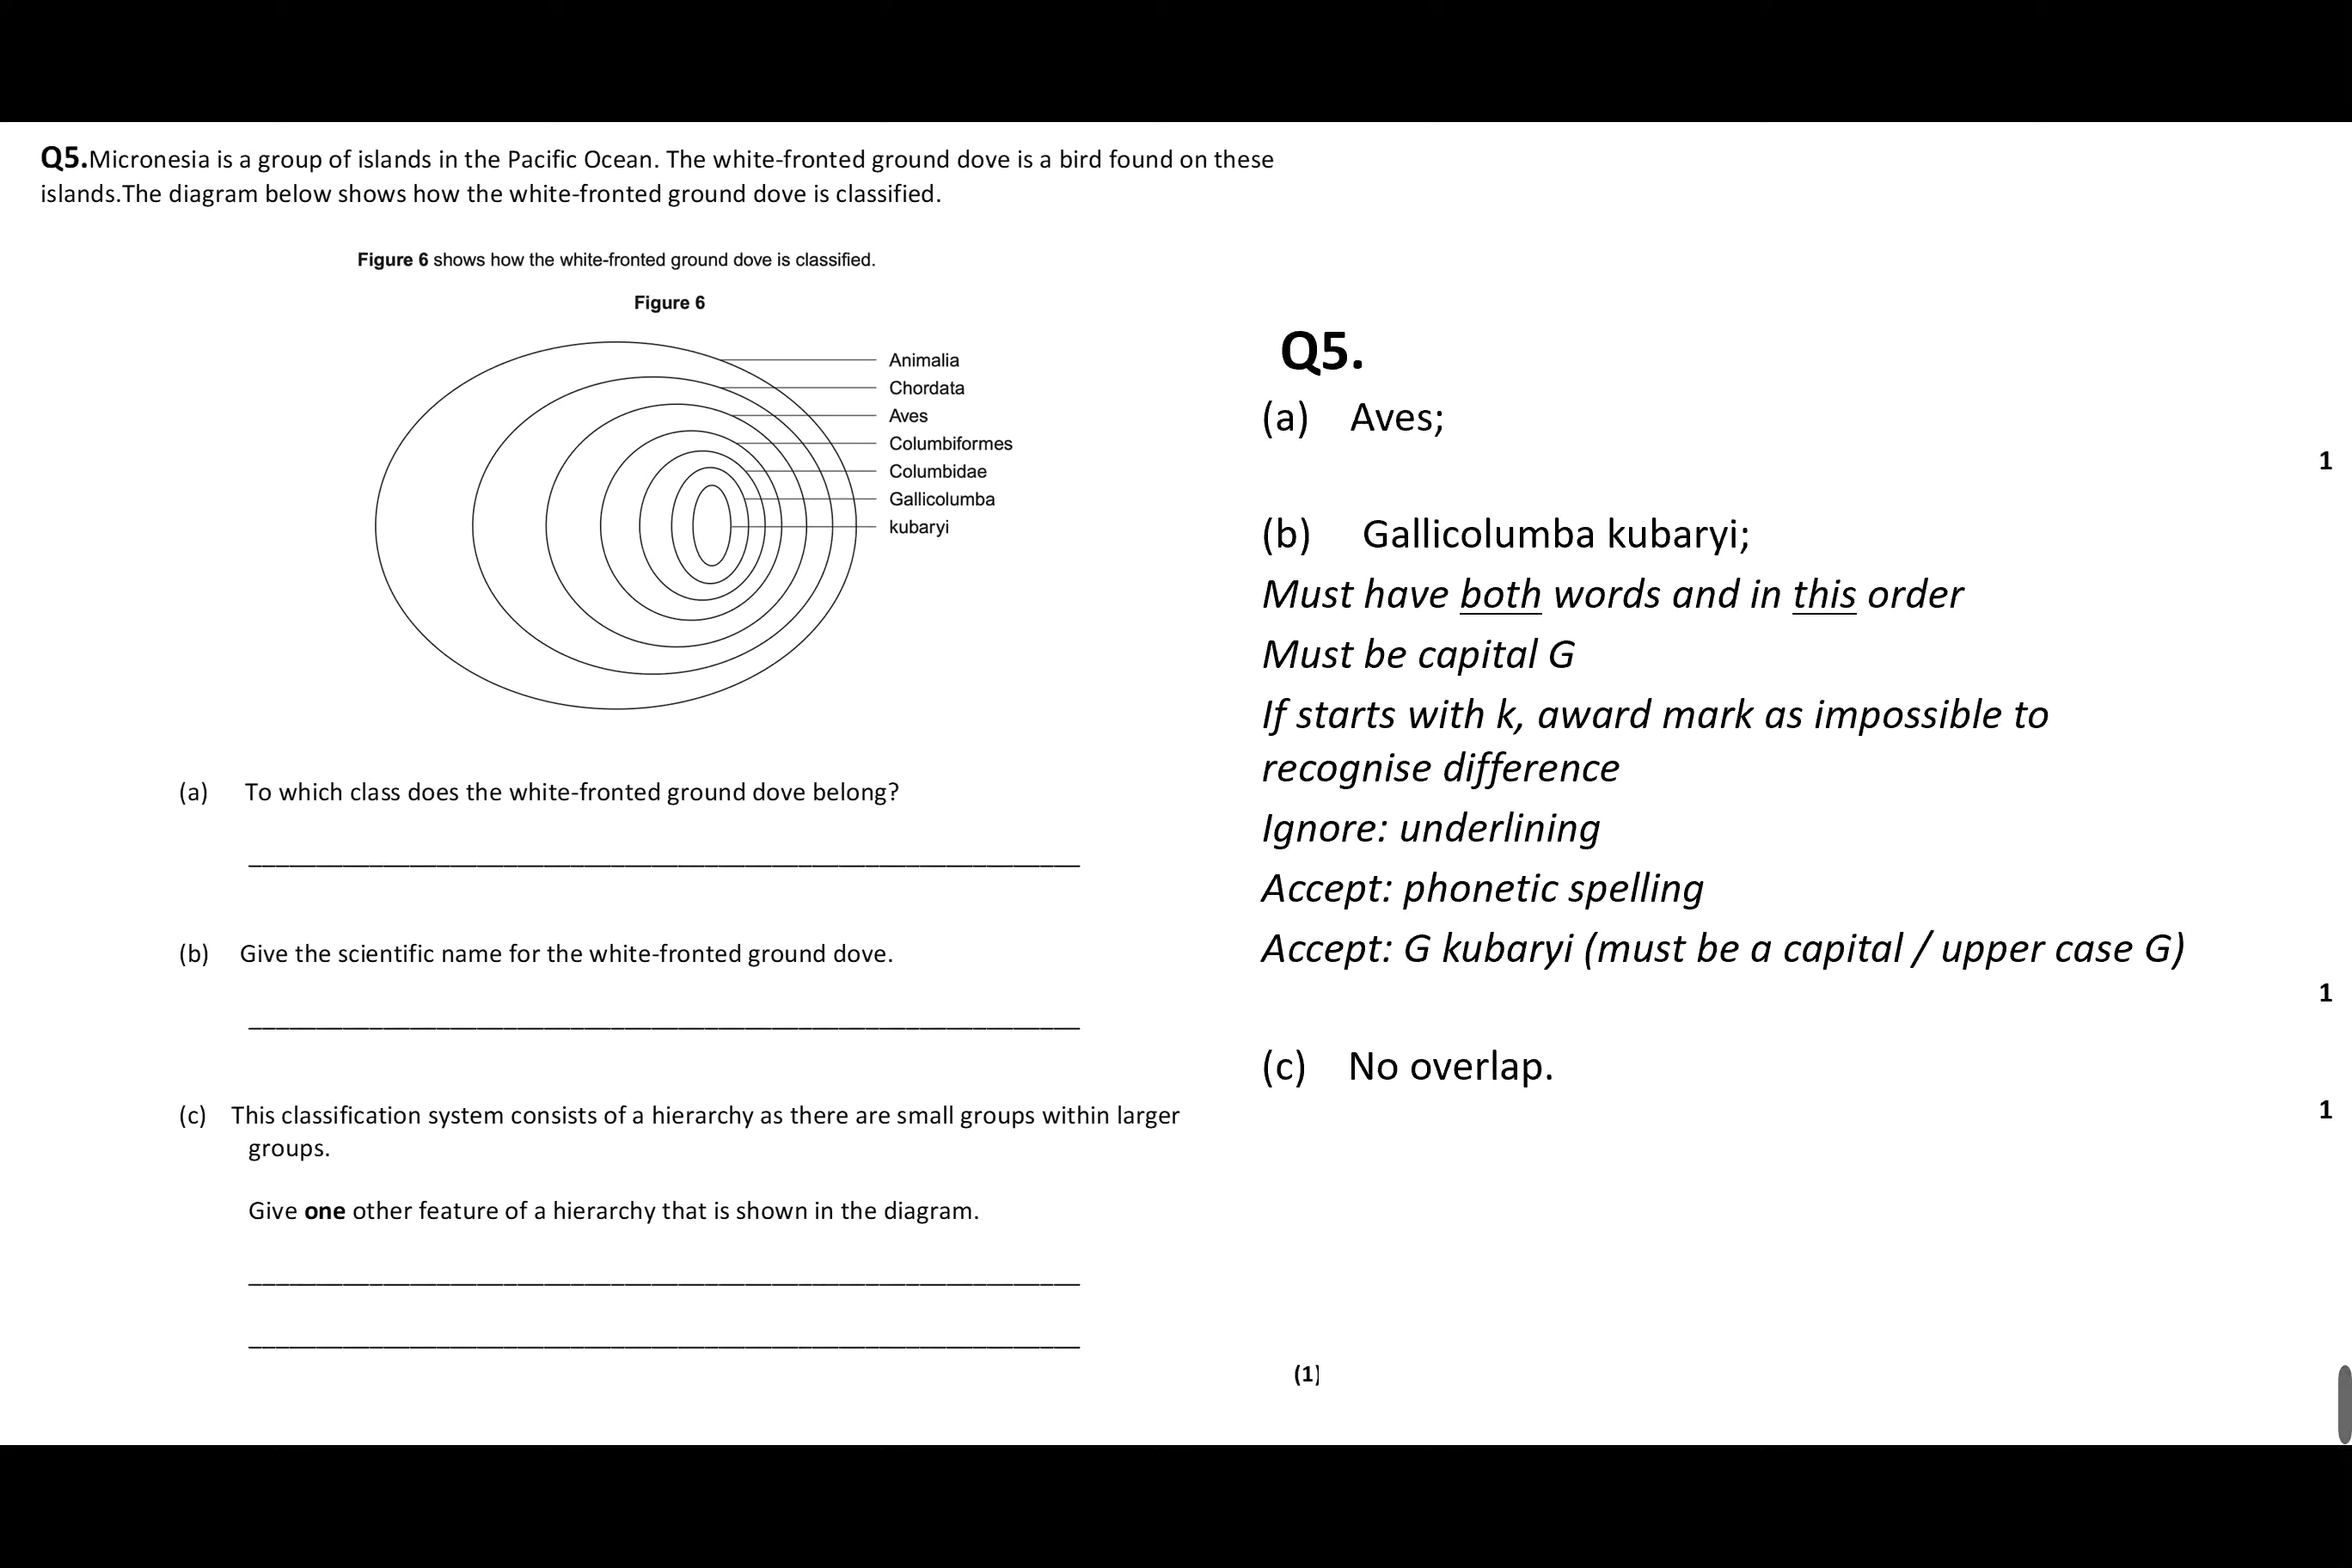 Q5.Micronesia is a group of islands in the Pacific Ocean. The white-fronted ground dove is a bird found on these
islands.The diagram below shows how the white-fronted ground dove is classified.
Figure 6 shows how the white-fronted ground dove is classified.
Figure 6
Animalia
Chordata
Aves
Columbiformes
Columbidae
Gallicolumba
kubaryi
(a) To which class does the white-fronted ground dove belong?
(b) Give the scientific name for the white-fronted ground dove.
(c) This classification system consists of a hierarchy as there are small groups within larger
groups.
Give one other feature of a hierarchy that is shown in the diagram.
(1)
Q5.
(a) Aves;
1
(b) Gallicolumba kubaryi;
Must have both words and in this order
Must be capital G
If starts with k, award mark as impossible to
recognise difference
Ignore: underlining
Accept: phonetic spelling
Accept: G kubaryi (must be a capital / upper case G)
1
(c) No overlap.
1